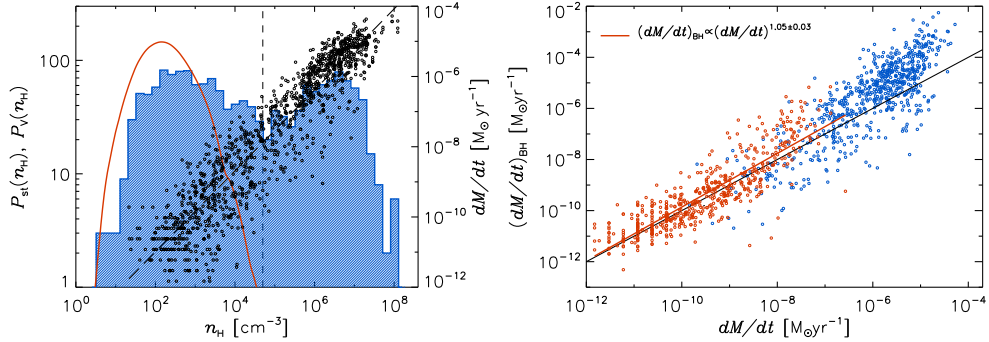 P_st(n_H), P_V(n_H)
100
10
1
10^0 10^2 10^4 10^6 10^8
n_H [cm^-3]
10^-4
10^-6
10^-8
10^-10
10^-12
dM/dt [M_⊙ yr^-1]
(dM/dt)_BH∝(dM/dt)^1.05±0.03
(dM/dt)_BH [M_⊙yr^-1]
10^-2
10^-4
10^-6
10^-8
10^-10
10^-12
10^-12 10^-10 10^-8 10^-6 10^-4
dM/dt [M_⊙yr^-1]